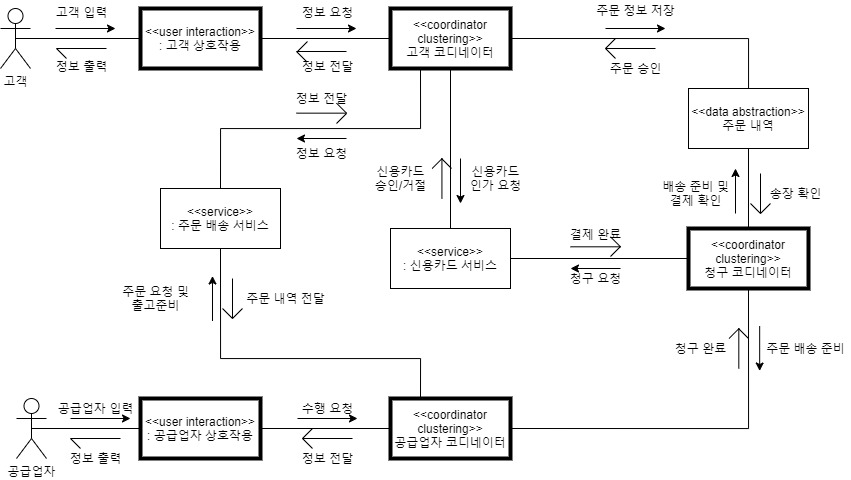 고객 입력
정보 출력
고객
<<user interaction>>
: 고객 상호작용
정보 요청
정보 전달
<<coordinator
clustering>>
고객 코디네이터
주문 정보 저장
주문 승인
정보 전달
정보 요청
<<data abstraction>>
주문 내역
신용카드
승인/거절
신용카드
인가 요청
배송 준비 및
결제 확인
송장 확인
<<service>>
: 주문 배송 서비스
<<service>>
: 신용카드 서비스
결제 완료
청구 요청
<<coordinator
clustering>>
청구 코디네이터
주문 요청 및
출고준비
주문 내역 전달
청구 완료
주문 배송 준비
공급업자 입력
정보 출력
공급업자
<<user interaction>>
: 공급업자 상호작용
수행 요청
정보 전달
<<coordinator
clustering>>
공급업자 코디네이터